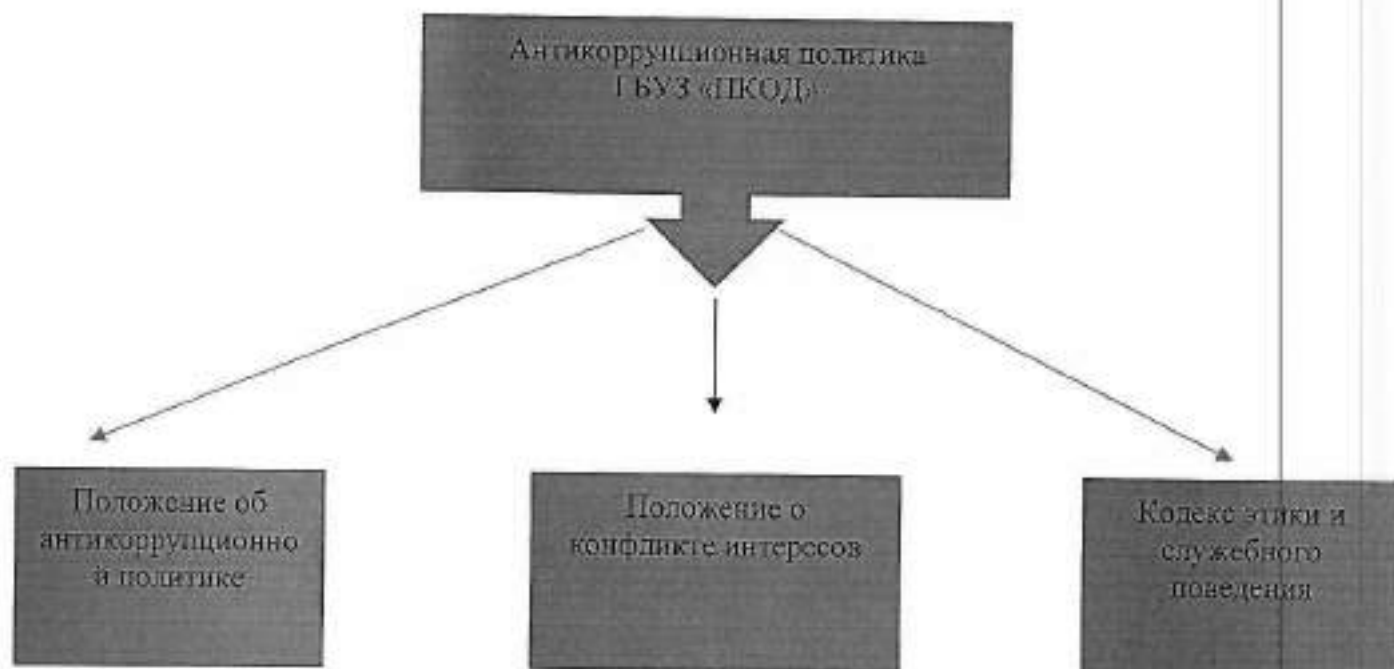 Антикоррупционная политика
ГБУЗ «ПКОД»
Положение об
антикоррупционно
й политике
Положение о
конфликте интересов
Кодекс этики и
служебного
поведения